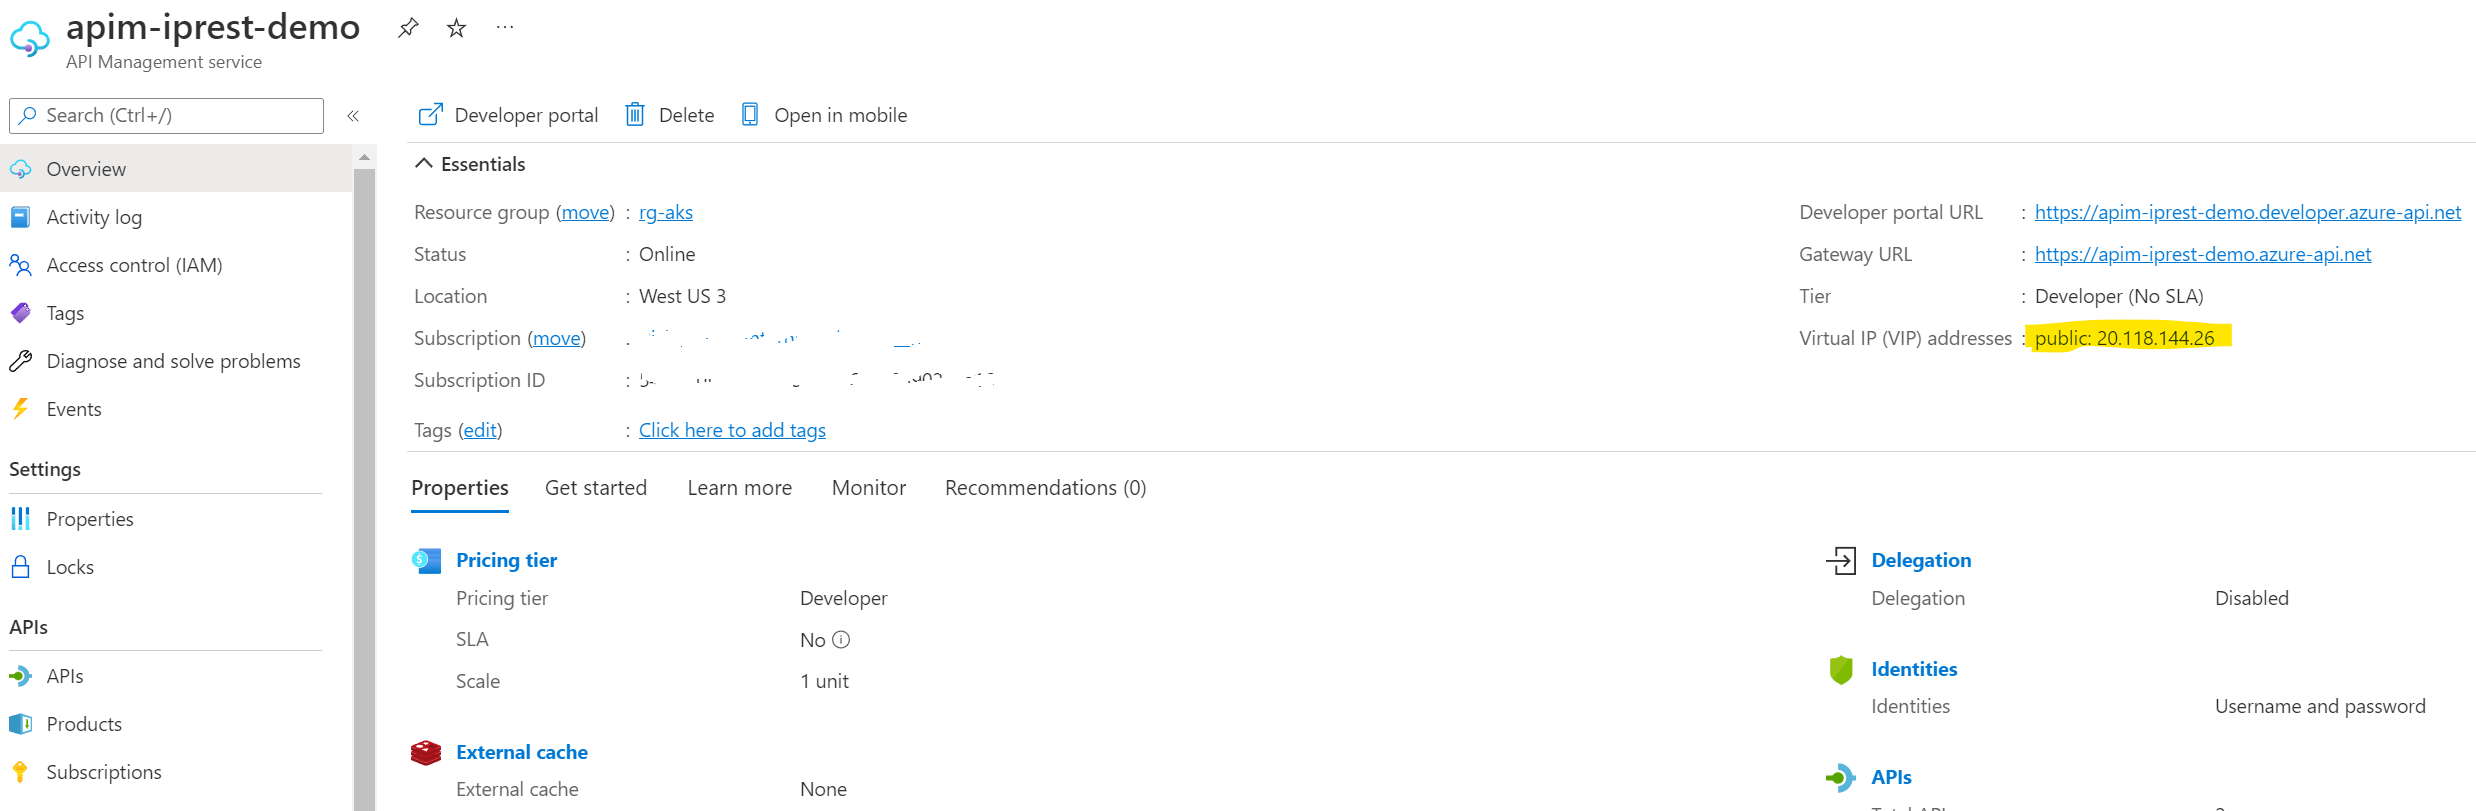 apim-iprest-demo
API Management service
Search (Ctrl+/)
Overview
Activity log
Access control (IAM)
Tags
Diagnose and solve problems
Events
Settings
Properties
Locks
APIs
APIs
Products
Subscriptions
Developer portal Delete Open in mobile
Essentials
Resource group (move) : rg-aks
Status : Online
Location : West US 3
Subscription (move) :
Subscription ID :
Tags (edit) : Click here to add tags
Developer portal URL : https://apim-iprest-demo.developer.azure-api.net
Gateway URL : https://apim-iprest-demo.azure-api.net
Tier : Developer (No SLA)
Virtual IP (VIP) addresses : public: 20.118.144.26
Properties Get started Learn more Monitor Recommendations (0)
Pricing tier
Pricing tier Developer
SLA No
Scale 1 unit
External cache
External cache None
Delegation
Delegation Disabled
Identities
Identities Username and password
APIs